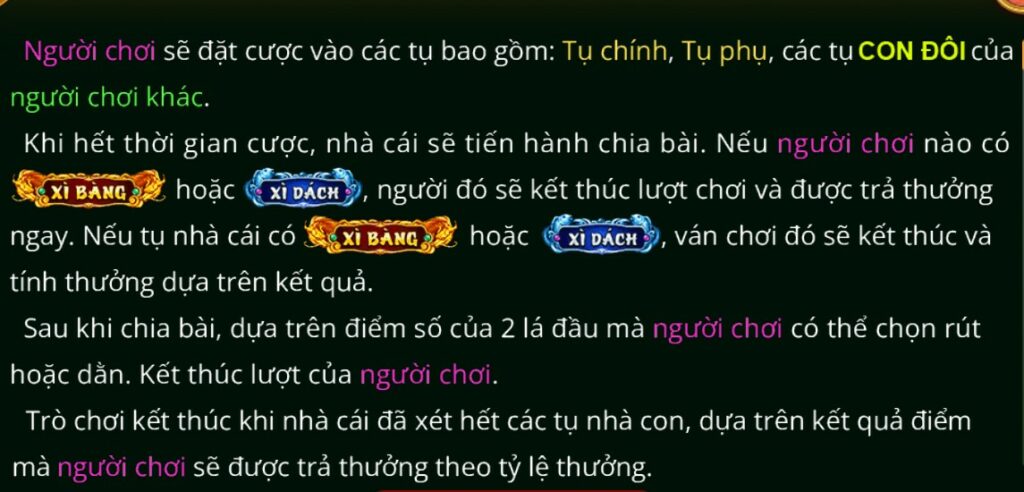 Người chơi sẽ đặt cược vào các tụ bao gồm: Tụ chính, Tụ phụ, các tụ CON ĐÔI của
người chơi khác.
Khi hết thời gian cược, nhà cái sẽ tiến hành chia bài. Nếu người chơi nào có
XÌ BÀNG hoặc XÌ DÁCH, người đó sẽ kết thúc lượt chơi và được trả thưởng
ngay. Nếu tụ nhà cái có XÌ BÀNG hoặc XÌ DÁCH, ván chơi đó sẽ kết thúc và
tính thưởng dựa trên kết quả.
Sau khi chia bài, dựa trên điểm số của 2 lá đầu mà người chơi có thể chọn rút
hoặc dằn. Kết thúc lượt của người chơi.
Trò chơi kết thúc khi nhà cái đã xét hết các tụ nhà con, dựa trên kết quả điểm
mà người chơi sẽ được trả thưởng theo tỷ lệ thưởng.